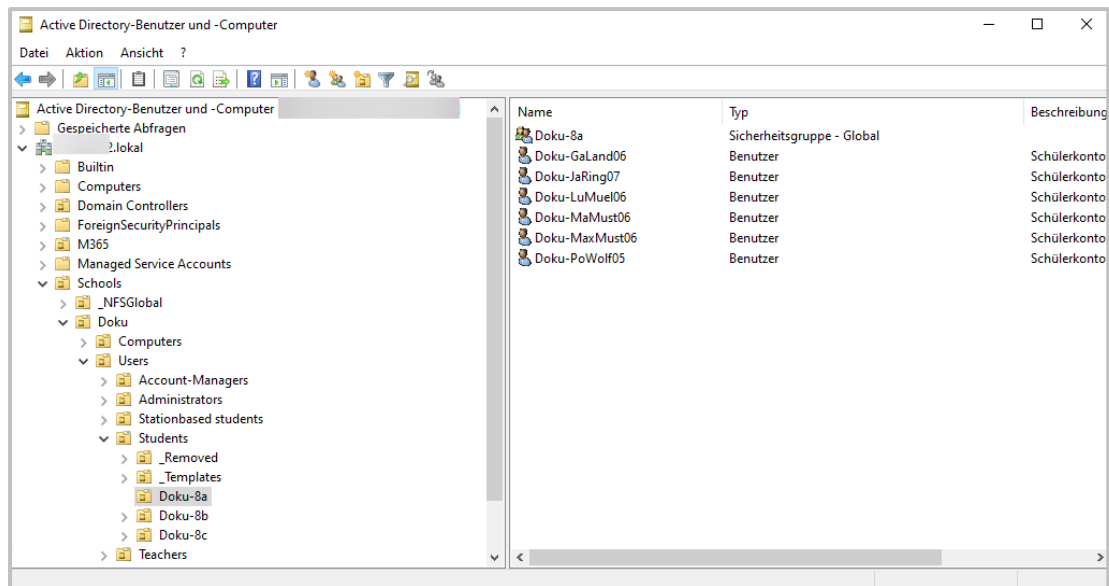 Active Directory-Benutzer und -Computer
Datei Aktion Ansicht ?
Active Directory-Benutzer und -Computer
Gespeicherte Abfragen
2.lokal
Builtin
Computers
Domain Controllers
ForeignSecurityPrincipals
M365
Managed Service Accounts
Schools
_NFSGlobal
Doku
Computers
Users
Account-Managers
Administrators
Stationbased students
Students
_Removed
_Templates
Doku-8a
Doku-8b
Doku-8c
Teachers
Name Typ Beschreibung
Doku-8a Sicherheitsgruppe - Global
Doku-GaLand06 Benutzer Schülerkonto
Doku-JaRing07 Benutzer Schülerkonto
Doku-LuMuel06 Benutzer Schülerkonto
Doku-MaMust06 Benutzer Schülerkonto
Doku-MaxMust06 Benutzer Schülerkonto
Doku-PoWolf05 Benutzer Schülerkonto